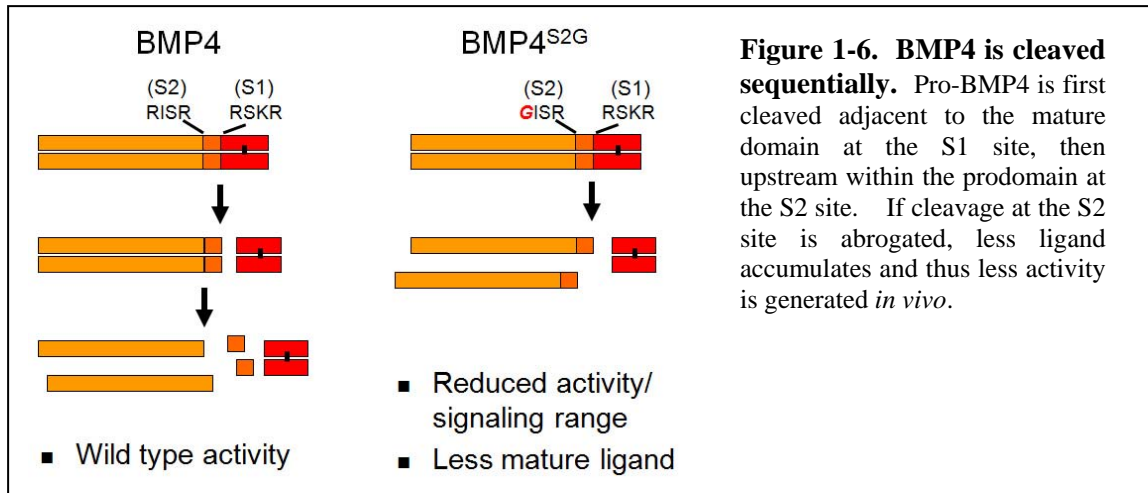 BMP4
(S2) (S1)
RISR RSKR
■ Wild type activity
BMP4S2G
(S2) (S1)
GISR RSKR
■ Reduced activity/
signaling range
■ Less mature ligand
Figure 1-6. BMP4 is cleaved
sequentially. Pro-BMP4 is first
cleaved adjacent to the mature
domain at the S1 site, then
upstream within the prodomain at
the S2 site. If cleavage at the S2
site is abrogated, less ligand
accumulates and thus less activity
is generated in vivo.